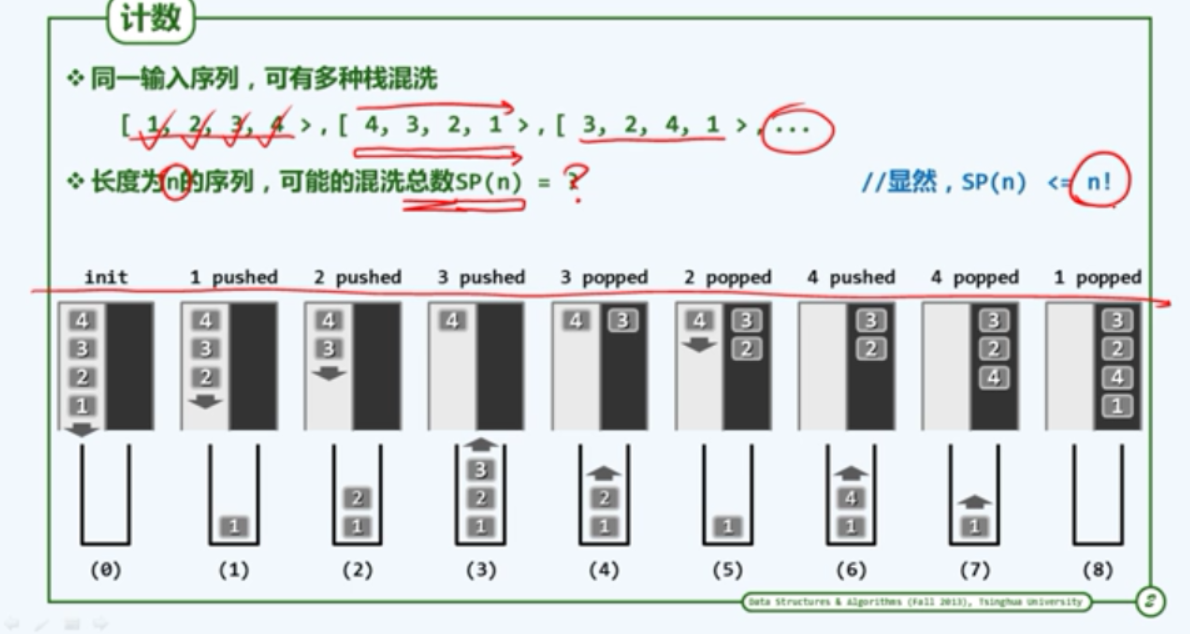 计数
❖ 同一输入序列，可有多种栈混洗
[ 1, 2, 3, 4 >, [ 4, 3, 2, 1 >, [ 3, 2, 4, 1 >, ...
❖ 长度为n的序列，可能的混洗总数SP(n) = ? //显然，SP(n) <= n!
init 1 pushed 2 pushed 3 pushed 3 popped 2 popped 4 pushed 4 popped 1 popped
4 4 4 4 4 3 4 3 3 3 3
3 3 3 2 2 2 2
2 2 4 4
1 1
3
2 2 2 4
1 1 1 1 1 1 1
(0) (1) (2) (3) (4) (5) (6) (7) (8)
Data Structures & Algorithms (Fall 2013), Tsinghua University 2